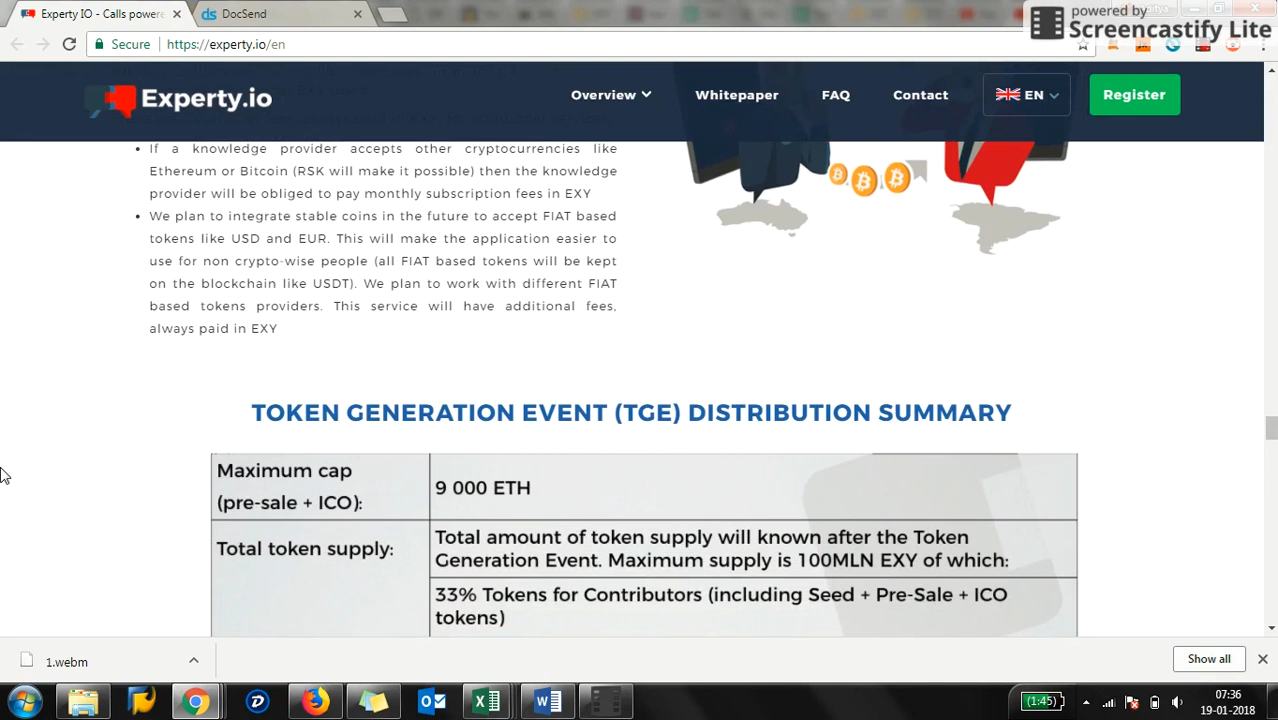 Experty IO - Calls powere
DocSend
powered by
Screencastify Lite
Secure
https://experty.io/en
Experty.io
Overview
Whitepaper
FAQ
Contact
EN
Register
If a knowledge provider accepts other cryptocurrencies like
Ethereum or Bitcoin (RSK will make it possible) then the knowledge
provider will be obliged to pay monthly subscription fees in EXY
We plan to integrate stable coins in the future to accept FIAT based
tokens like USD and EUR. This will make the application easier to
use for non crypto-wise people (all FIAT based tokens will be kept
on the blockchain like USDT). We plan to work with different FIAT
based tokens providers. This service will have additional fees,
always paid in EXY
TOKEN GENERATION EVENT (TGE) DISTRIBUTION SUMMARY
Maximum cap
(pre-sale + ICO):
9 000 ETH
Total token supply:
Total amount of token supply will known after the Token
Generation Event. Maximum supply is 100MLN EXY of which:
33% Tokens for Contributors (including Seed + Pre-Sale + ICO
tokens)
1.webm
Show all
(1:45)
07:36
19-01-2018